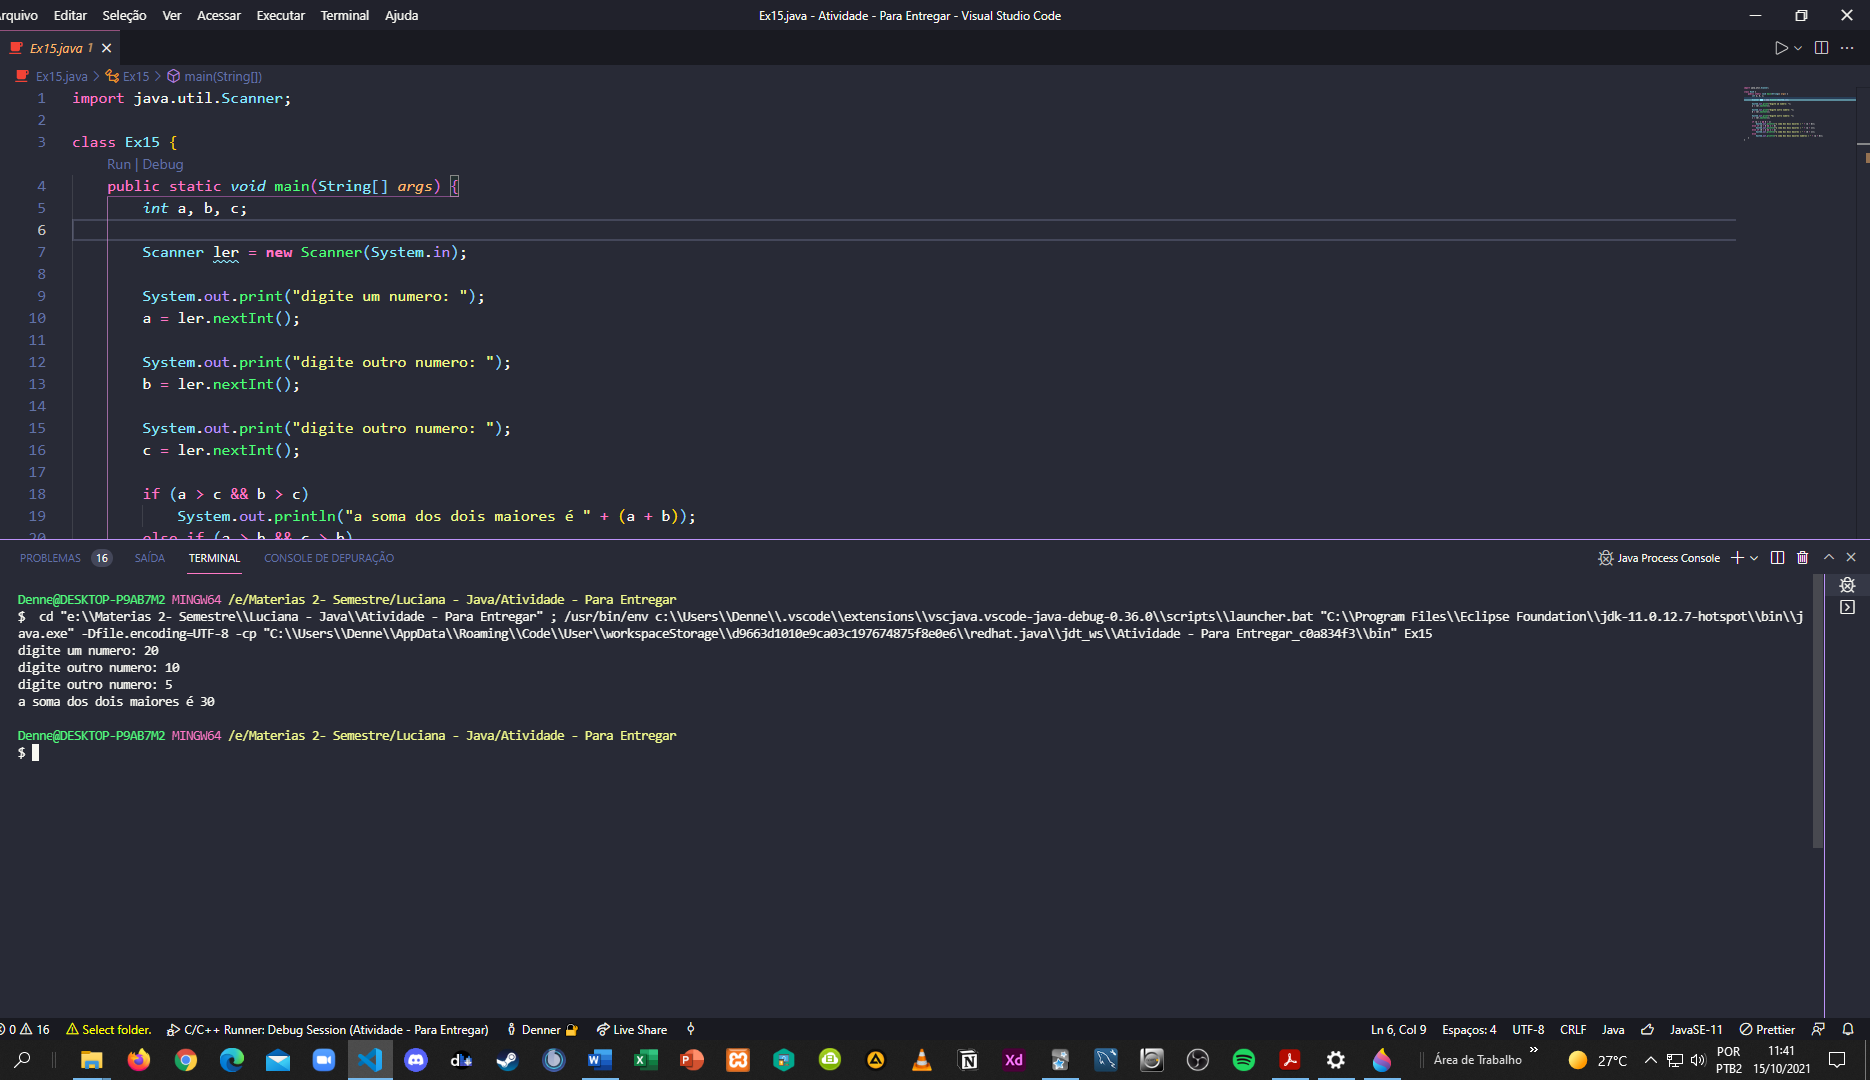 Arquivo Editar Seleção Ver Acessar Executar Terminal Ajuda Ex15.java - Atividade - Para Entregar - Visual Studio Code
Ex15.java 1
Ex15.java > Ex15 > main(String[])
1 import java.util.Scanner;
2
3 class Ex15 {
Run | Debug
4 public static void main(String[] args) {
5 int a, b, c;
6
7 Scanner ler = new Scanner(System.in);
8
9 System.out.print("digite um numero: ");
10 a = ler.nextInt();
11
12 System.out.print("digite outro numero: ");
13 b = ler.nextInt();
14
15 System.out.print("digite outro numero: ");
16 c = ler.nextInt();
17
18 if (a > c && b > c)
19 System.out.println("a soma dos dois maiores é " + (a + b));
20 else if (a > b && c > b)
PROBLEMAS 16 SAÍDA TERMINAL CONSOLE DE DEPURAÇÃO Java Process Console
Denne@DESKTOP-P9AB7M2 MINGW64 /e/Materias 2- Semestre/Luciana - Java/Atividade - Para Entregar
$ cd "e:\\Materias 2- Semestre\\Luciana - Java\\Atividade - Para Entregar" ; /usr/bin/env c:\\Users\\Denne\\.vscode\\extensions\\vscjava.vscode-java-debug-0.36.0\\scripts\\launcher.bat "C:\\Program Files\\Eclipse Foundation\\jdk-11.0.12.7-hotspot\\bin\\j
ava.exe" -Dfile.encoding=UTF-8 -cp "C:\\Users\\Denne\\AppData\\Roaming\\Code\\User\\workspaceStorage\\d9663d1010e9ca03c197674875f8e0e6\\redhat.java\\jdt_ws\\Atividade - Para Entregar_c0a834f3\\bin" Ex15
digite um numero: 20
digite outro numero: 10
digite outro numero: 5
a soma dos dois maiores é 30
Denne@DESKTOP-P9AB7M2 MINGW64 /e/Materias 2- Semestre/Luciana - Java/Atividade - Para Entregar
$
0 16 Select folder. C/C++ Runner: Debug Session (Atividade - Para Entregar) Denner Live Share Ln 6, Col 9 Espaços: 4 UTF-8 CRLF Java JavaSE-11 Prettier
Área de Trabalho 27°C POR 11:41
PTB2 15/10/2021